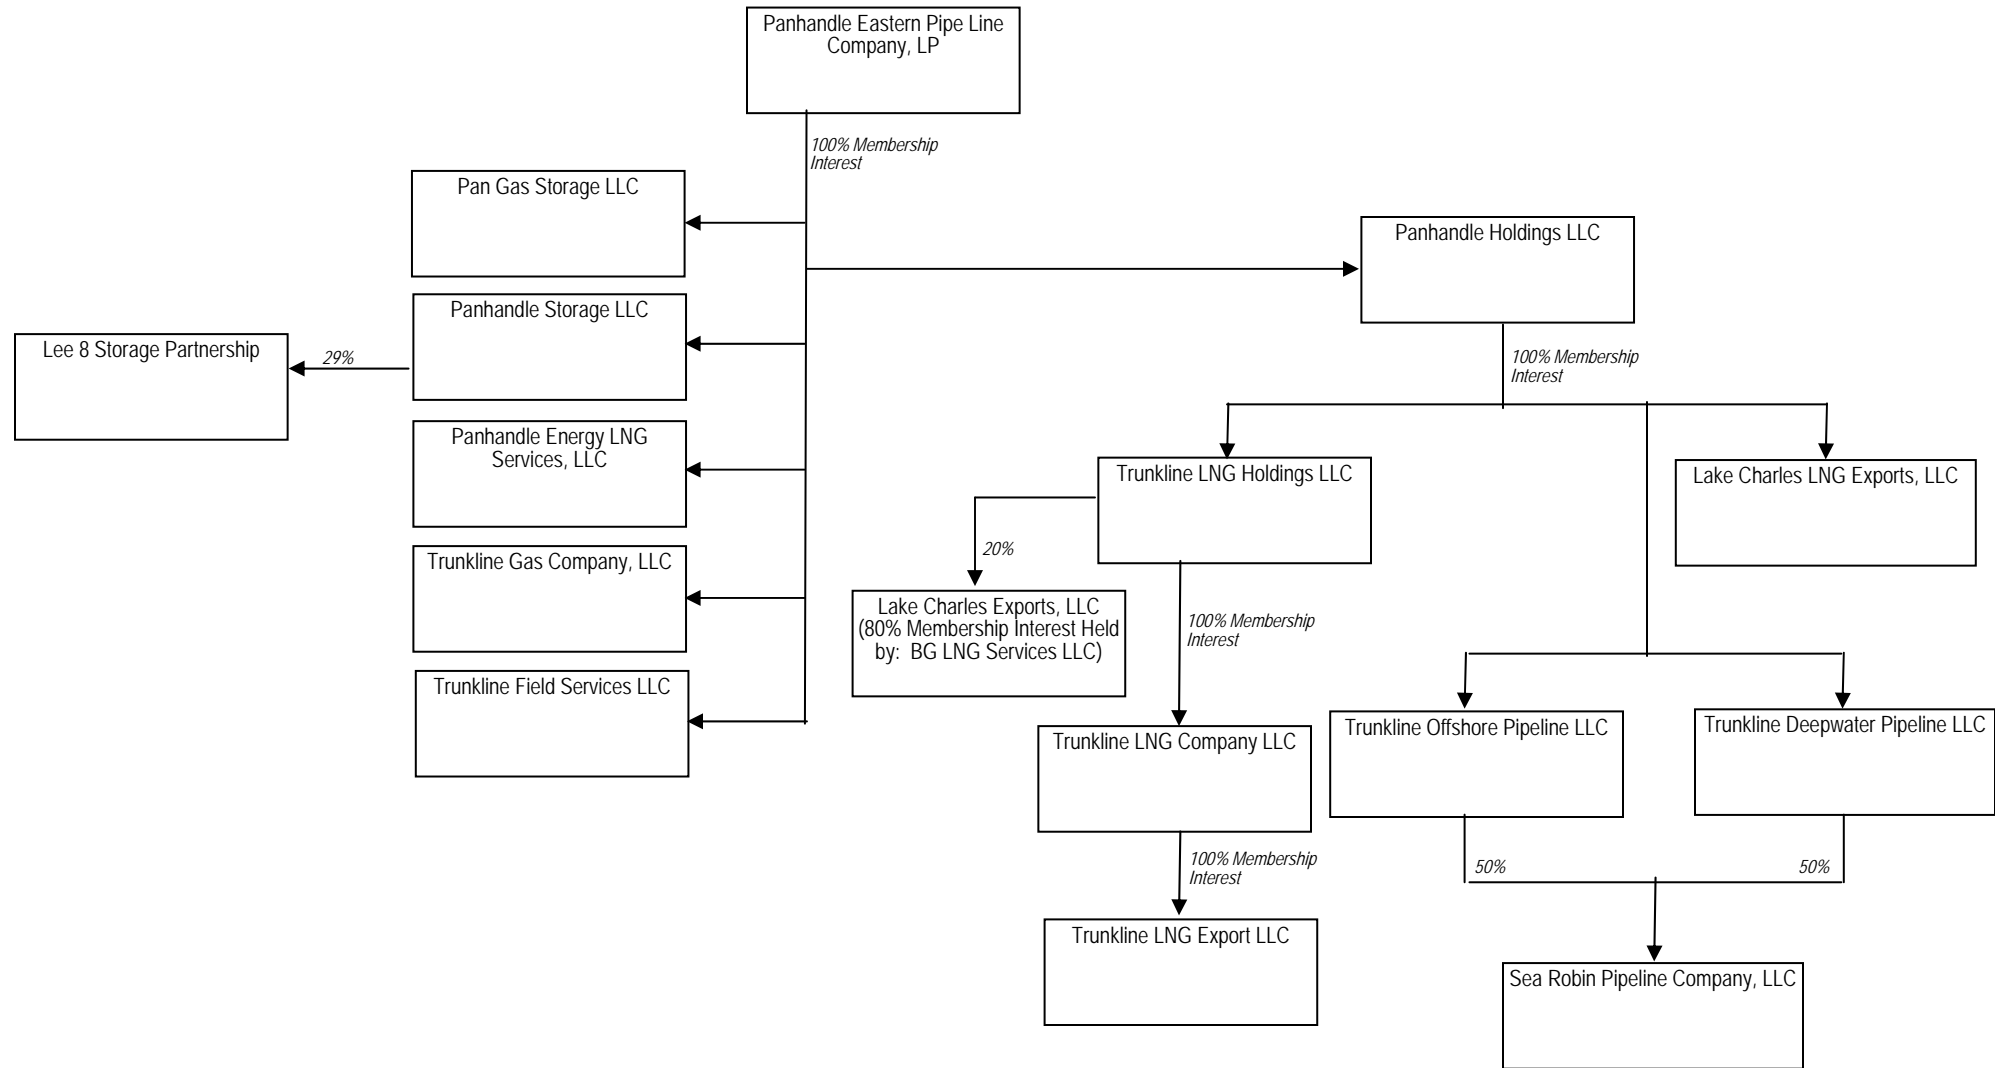 Panhandle Eastern Pipe Line
Company, LP
100% Membership
Interest
Pan Gas Storage LLC
Panhandle Holdings LLC
Panhandle Storage LLC
Lee 8 Storage Partnership
29%
100% Membership
Interest
Panhandle Energy LNG
Services, LLC
Trunkline LNG Holdings LLC
Lake Charles LNG Exports, LLC
Trunkline Gas Company, LLC
20%
Lake Charles Exports, LLC
(80% Membership Interest Held
by: BG LNG Services LLC)
100% Membership
Interest
Trunkline Field Services LLC
Trunkline LNG Company LLC
Trunkline Offshore Pipeline LLC
Trunkline Deepwater Pipeline LLC
100% Membership
Interest
50%
50%
Trunkline LNG Export LLC
Sea Robin Pipeline Company, LLC